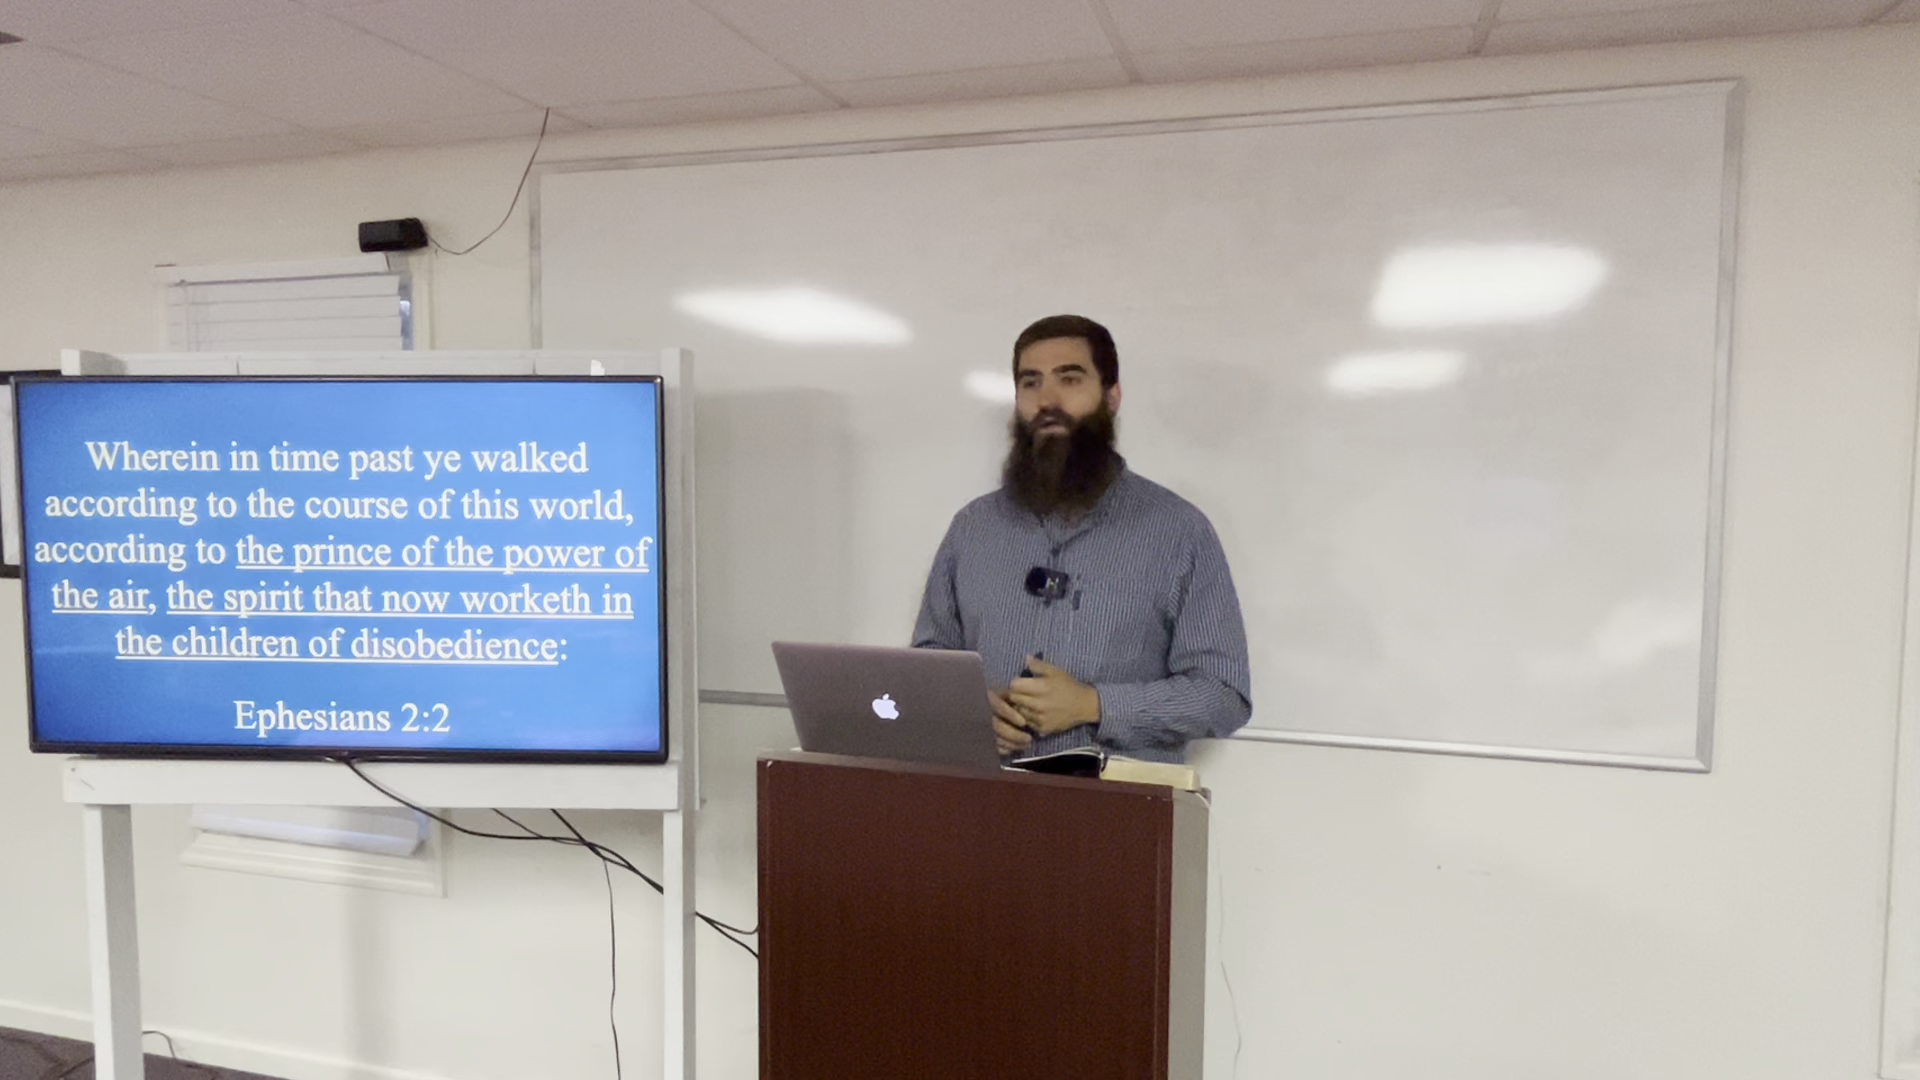 Wherein in time past ye walked
according to the course of this world,
according to the prince of the power of
the air, the spirit that now worketh in
the children of disobedience:
Ephesians 2:2